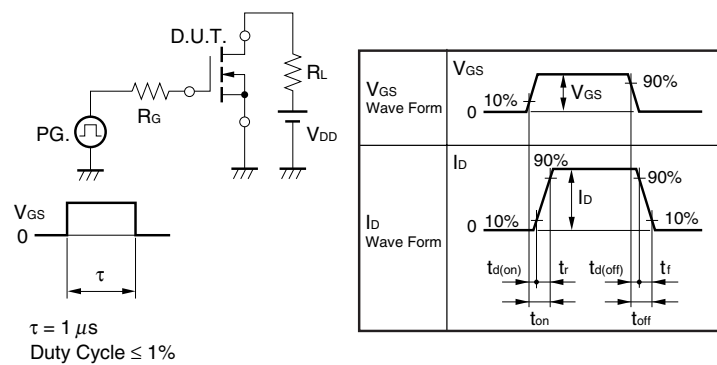 D.U.T.
RL
RG
PG.
VDD
VGS
0
τ
τ = 1 μs
Duty Cycle ≤ 1%
VGS
Wave Form
VGS
10%
0
VGS
90%
ID
Wave Form
ID
90%
90%
ID
0
10%
10%
td(on)
tr
td(off)
tf
ton
toff